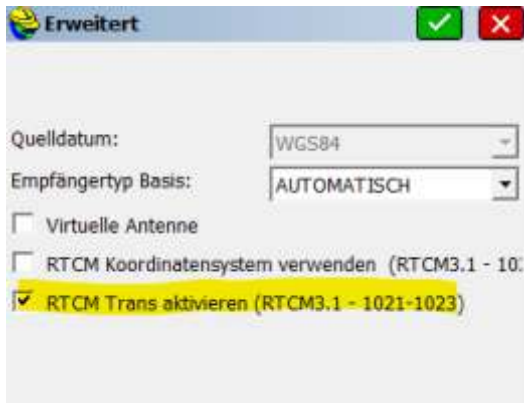 Erweitert
Quelldatum: WGS84
Empfängertyp Basis: AUTOMATISCH
Virtuelle Antenne
RTCM Koordinatensystem verwenden (RTCM3.1 - 10
RTCM Trans aktivieren (RTCM3.1 - 1021-1023)